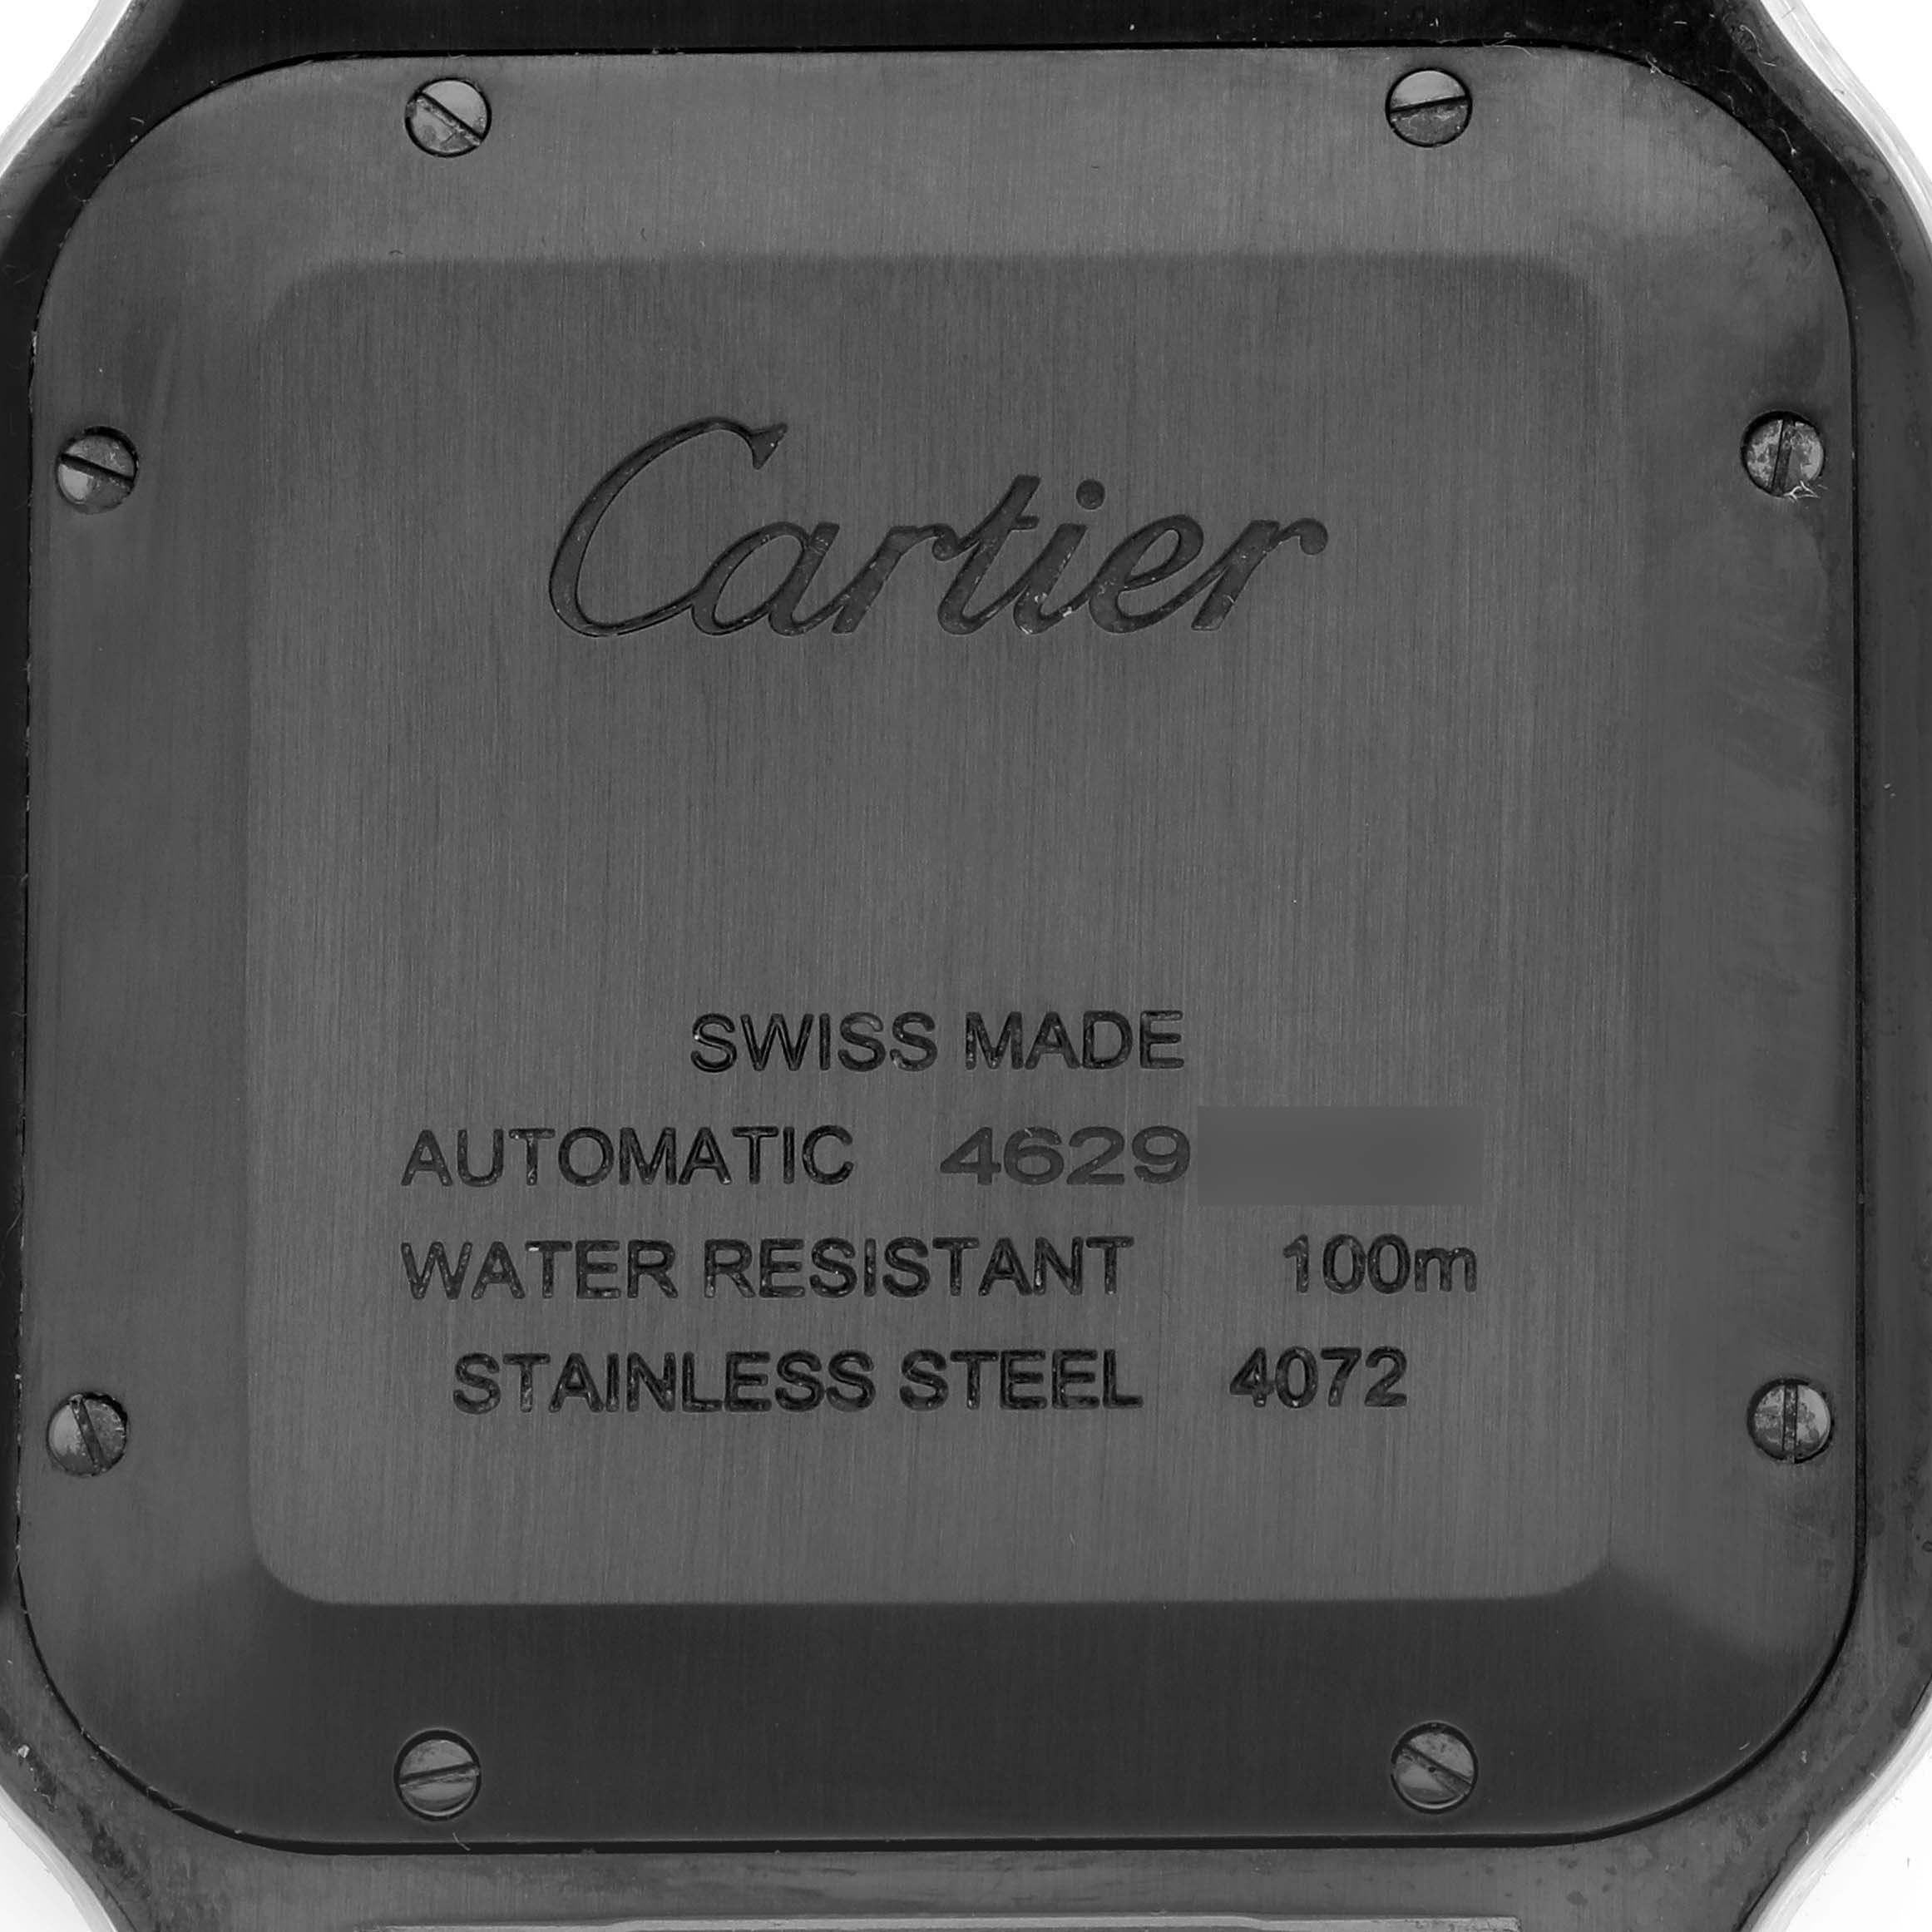 Cartier
SWISS MADE
AUTOMATIC 4629
WATER RESISTANT 100m
STAINLESS STEEL 4072